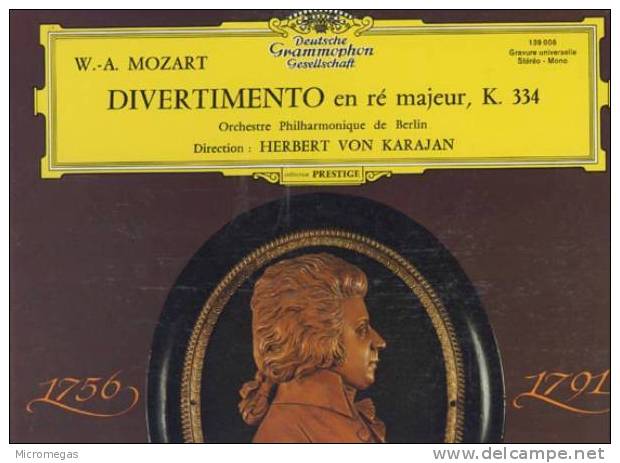 Deutsche
Grammophon
Gesellschaft
139 008
Gravure universelle
Stéréo - Mono
W.-A. MOZART
DIVERTIMENTO en ré majeur, K. 334
Orchestre Philharmonique de Berlin
Direction : HERBERT VON KARAJAN
collection PRESTIGE
1756
1791
Micromegas
delcampe.net